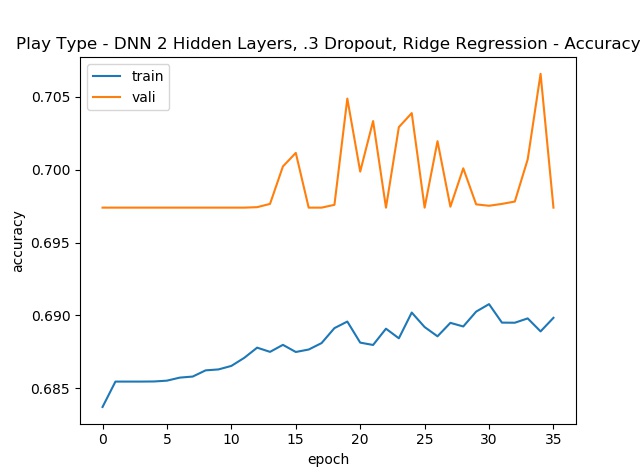 Play Type - DNN 2 Hidden Layers, .3 Dropout, Ridge Regression - Accuracy
train
vali
0.705
0.700
0.695
0.690
0.685
accuracy
0 5 10 15 20 25 30 35
epoch